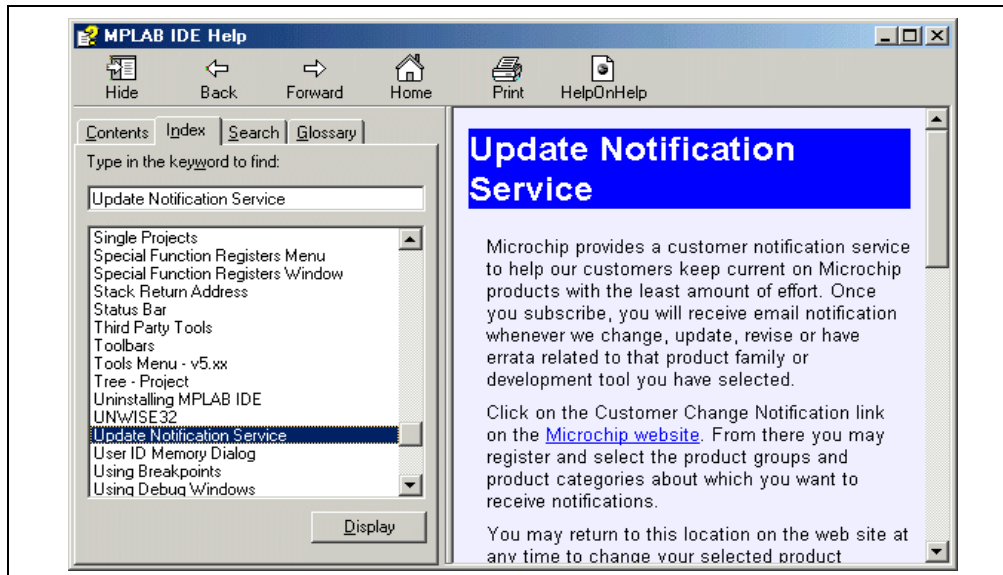 MPLAB IDE Help
Hide Back Forward Home Print HelpOnHelp
Contents Index Search Glossary
Type in the keyword to find:
Update Notification Service
Single Projects
Special Function Registers Menu
Special Function Registers Window
Stack Return Address
Status Bar
Third Party Tools
Toolbars
Tools Menu - v5.xx
Tree - Project
Uninstalling MPLAB IDE
UNWISE32
Update Notification Service
User ID Memory Dialog
Using Breakpoints
Using Debug Windows
Display
Update Notification
Service
Microchip provides a customer notification service
to help our customers keep current on Microchip
products with the least amount of effort. Once
you subscribe, you will receive email notification
whenever we change, update, revise or have
errata related to that product family or
development tool you have selected.
Click on the Customer Change Notification link
on the Microchip website. From there you may
register and select the product groups and
product categories about which you want to
receive notifications.
You may return to this location on the web site at
any time to change your selected product